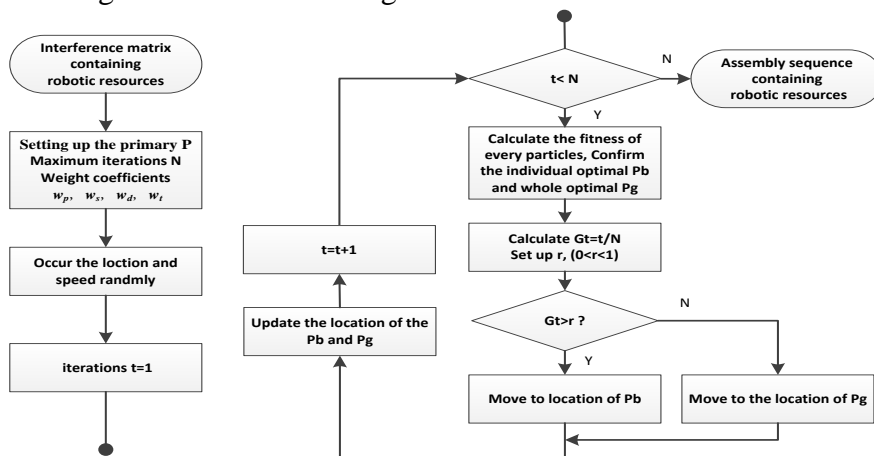 Interference matrix
containing
robotic resources
Setting up the primary P
Maximum iterations N
Weight coefficients
wp, ws, wd, wt
Occur the loction and
speed randmly
iterations t=1
t< N
N
Y
Assembly sequence
containing
robotic resources
Calculate the fitness of
every particles, Confirm
the individual optimal Pb
and whole optimal Pg
Calculate Gt=t/N
Set up r, (0<r<1)
Gt>r ?
N
Y
Move to location of Pb
Move to the location of Pg
t=t+1
Update the location of the
Pb and Pg